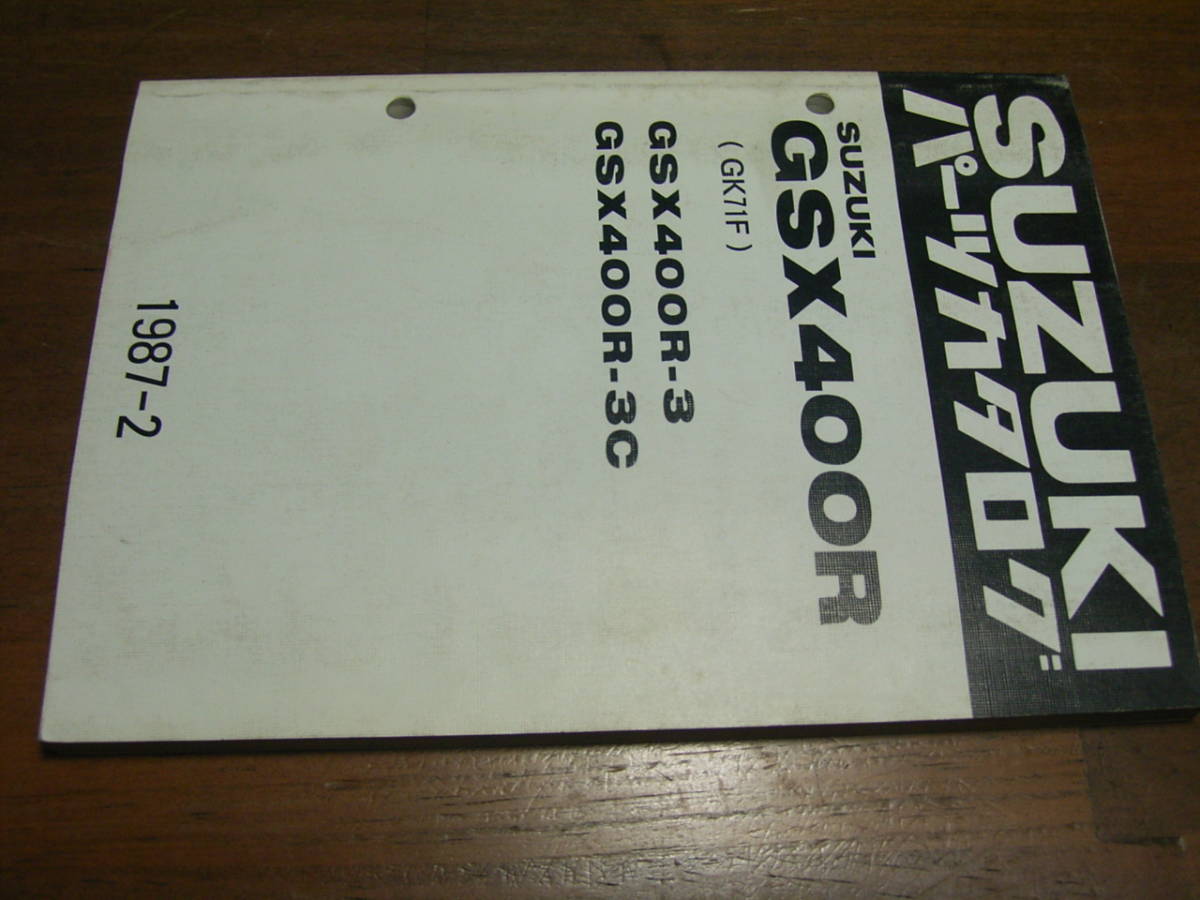 SUZUKI
パーツカタログ
SUZUKI
GSX400R
( GK71F )
GSX400R-3
GSX400R-3C
1987-2